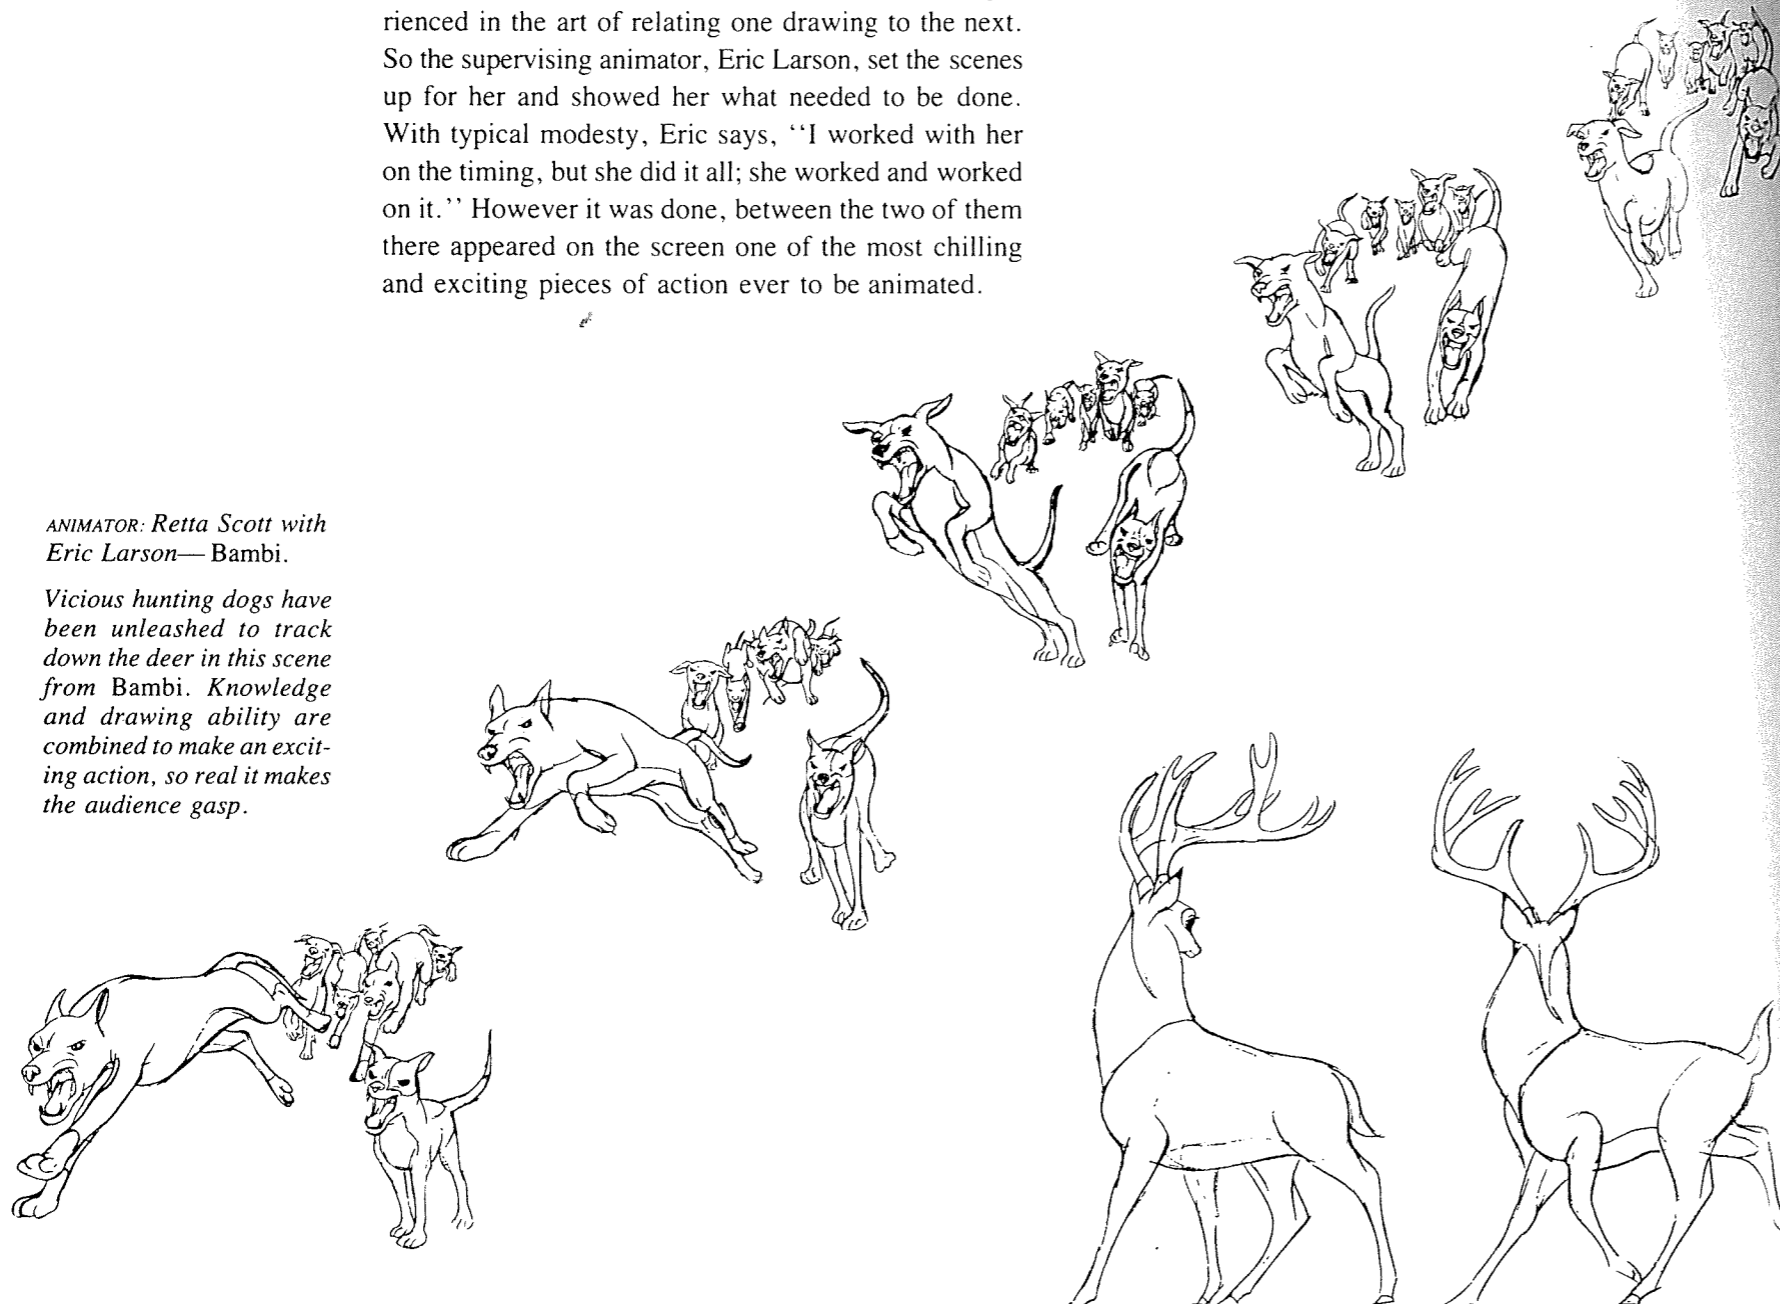 rienced in the art of relating one drawing to the next.
So the supervising animator, Eric Larson, set the scenes
up for her and showed her what needed to be done.
With typical modesty, Eric says, ‘‘I worked with her
on the timing, but she did it all; she worked and worked
on it.’’ However it was done, between the two of them
there appeared on the screen one of the most chilling
and exciting pieces of action ever to be animated.
ANIMATOR: Retta Scott with
Eric Larson— Bambi.
Vicious hunting dogs have
been unleashed to track
down the deer in this scene
from Bambi. Knowledge
and drawing ability are
combined to make an excit-
ing action, so real it makes
the audience gasp.